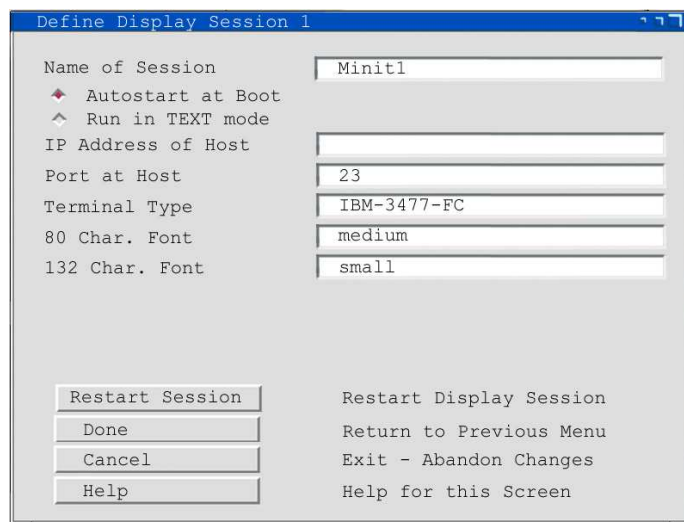 Define Display Session 1
Name of Session Minit1
Autostart at Boot
Run in TEXT mode
IP Address of Host
Port at Host 23
Terminal Type IBM-3477-FC
80 Char. Font medium
132 Char. Font small
Restart Session Restart Display Session
Done Return to Previous Menu
Cancel Exit - Abandon Changes
Help Help for this Screen